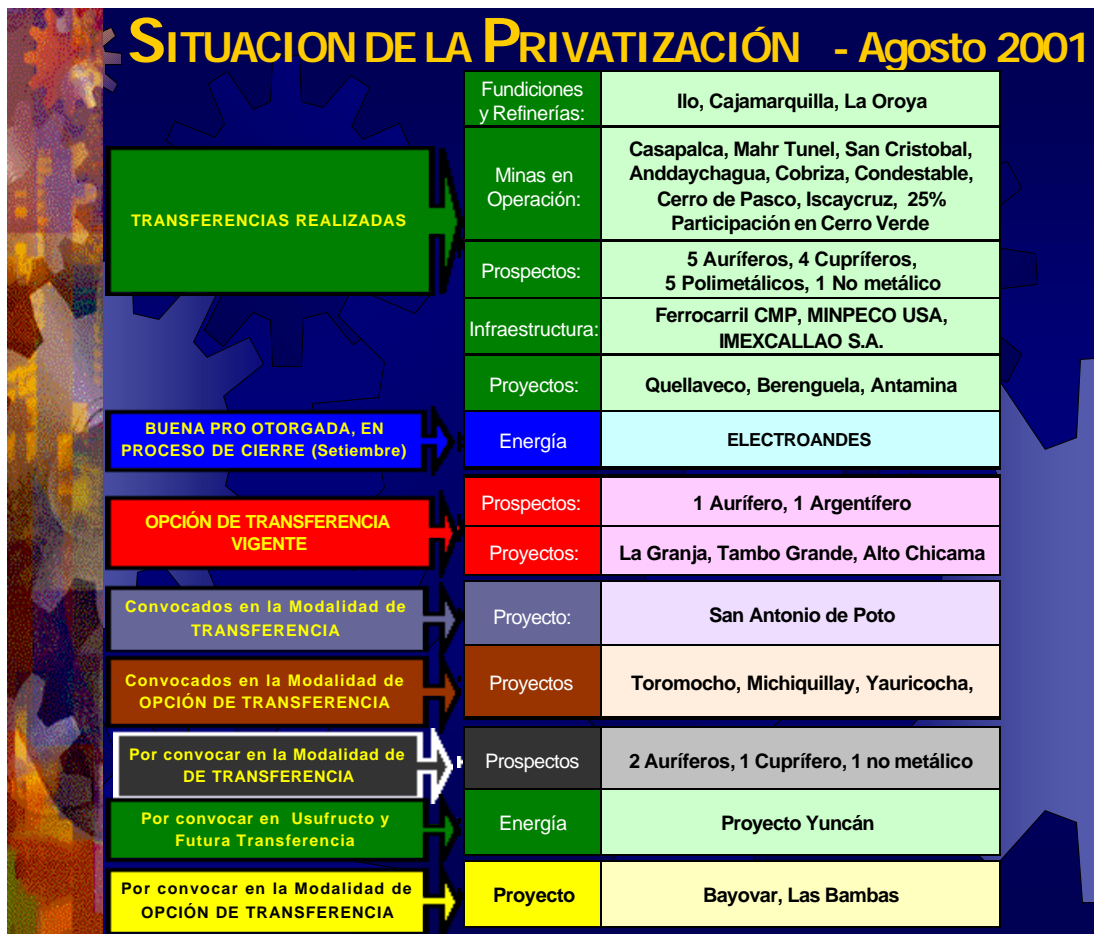 SITUACION DE LA PRIVATIZACIÓN - Agosto 2001
TRANSFERENCIAS REALIZADAS
Fundiciones
y Refinerías:
Ilo, Cajamarquilla, La Oroya
Minas en
Operación:
Casapalca, Mahr Tunel, San Cristobal,
Anddaychagua, Cobriza, Condestable,
Cerro de Pasco, Iscaycruz, 25%
Participación en Cerro Verde
Prospectos:
5 Auríferos, 4 Cupríferos,
5 Polimetálicos, 1 No metálico
Infraestructura:
Ferrocarril CMP, MINPECO USA,
IMEXCALLAO S.A.
Proyectos:
Quellaveco, Berenguela, Antamina
BUENA PRO OTORGADA, EN
PROCESO DE CIERRE (Setiembre)
Energía
ELECTROANDES
OPCIÓN DE TRANSFERENCIA
VIGENTE
Prospectos:
1 Aurífero, 1 Argentífero
Proyectos:
La Granja, Tambo Grande, Alto Chicama
Convocados en la Modalidad de
TRANSFERENCIA
Proyecto:
San Antonio de Poto
Convocados en la Modalidad de
OPCIÓN DE TRANSFERENCIA
Proyectos
Toromocho, Michiquillay, Yauricocha,
Por convocar en la Modalidad de
DE TRANSFERENCIA
Prospectos
2 Auríferos, 1 Cuprífero, 1 no metálico
Por convocar en Usufructo y
Futura Transferencia
Energía
Proyecto Yuncán
Por convocar en la Modalidad de
OPCIÓN DE TRANSFERENCIA
Proyecto
Bayovar, Las Bambas